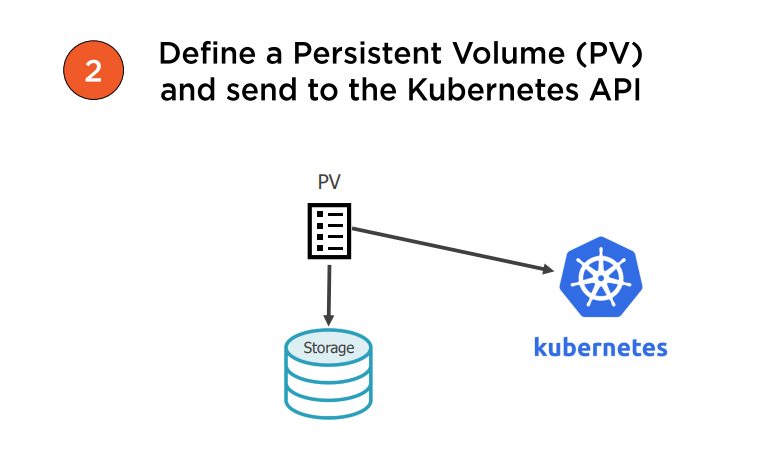 2
Define a Persistent Volume (PV)
and send to the Kubernetes API
PV
Storage
kubernetes